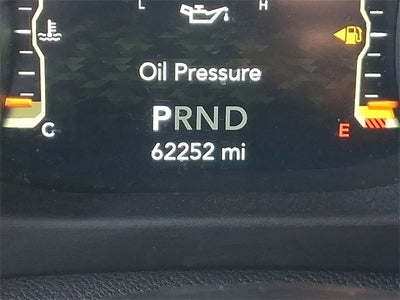 L H
Oil Pressure
PRND
C E
62252 mi